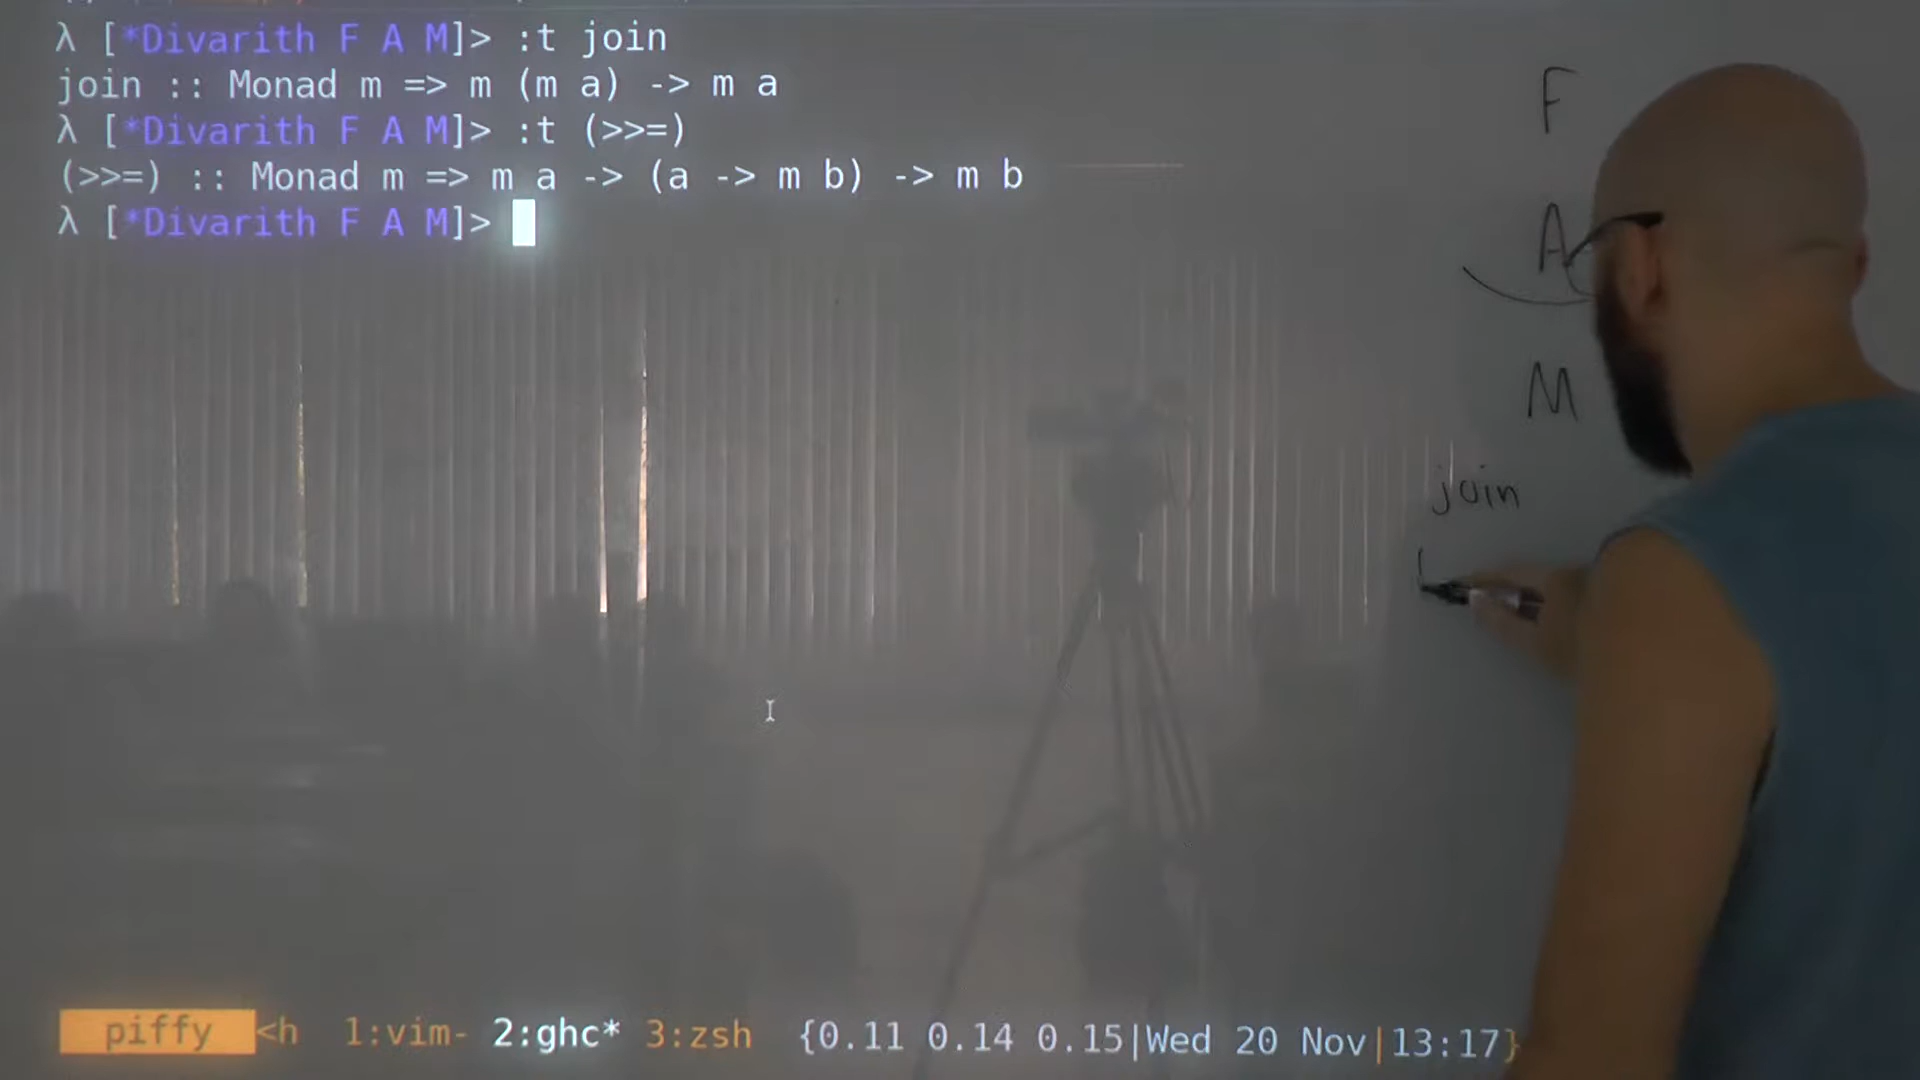 λ [*Divarith F A M]> :t join
join :: Monad m => m (m a) -> m a
λ [*Divarith F A M]> :t (>>=)
(>>=) :: Monad m => m a -> (a -> m b) -> m b
λ [*Divarith F A M]>
F
A
M
join
piffy <h 1:vim- 2:ghc* 3:zsh {0.11 0.14 0.15|Wed 20 Nov|13:17}